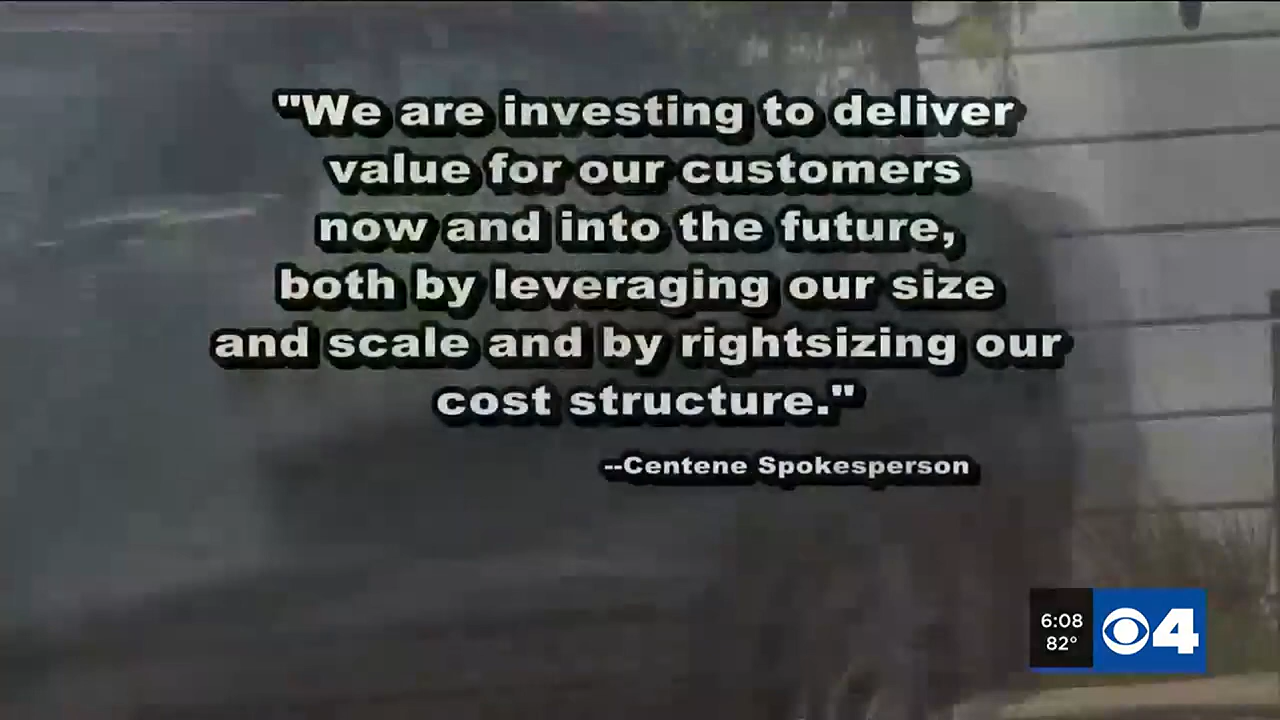 "We are investing to deliver
value for our customers
now and into the future,
both by leveraging our size
and scale and by rightsizing our
cost structure."
--Centene Spokesperson
6:08
82°
4